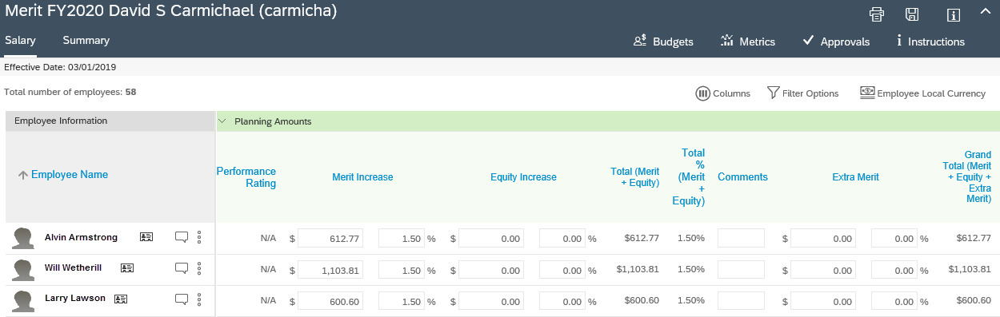 Merit FY2020 David S Carmichael (carmicha)
Salary Summary Budgets Metrics Approvals Instructions
Effective Date: 03/01/2019
Total number of employees: 58 Columns Filter Options Employee Local Currency
Employee Information Planning Amounts
Employee Name
Performance
Rating
Merit Increase
Equity Increase
Total (Merit
+ Equity)
Total
%
(Merit
+
Equity)
Comments
Extra Merit
Grand
Total (Merit
+ Equity +
Extra
Merit)
Alvin Armstrong N/A $ 612.77 1.50 % $ 0.00 0.00 % $612.77 1.50% $ 0.00 0.00 % $612.77
Will Wetherill N/A $ 1,103.81 1.50 % $ 0.00 0.00 % $1,103.81 1.50% $ 0.00 0.00 % $1,103.81
Larry Lawson N/A $ 600.60 1.50 % $ 0.00 0.00 % $600.60 1.50% $ 0.00 0.00 % $600.60